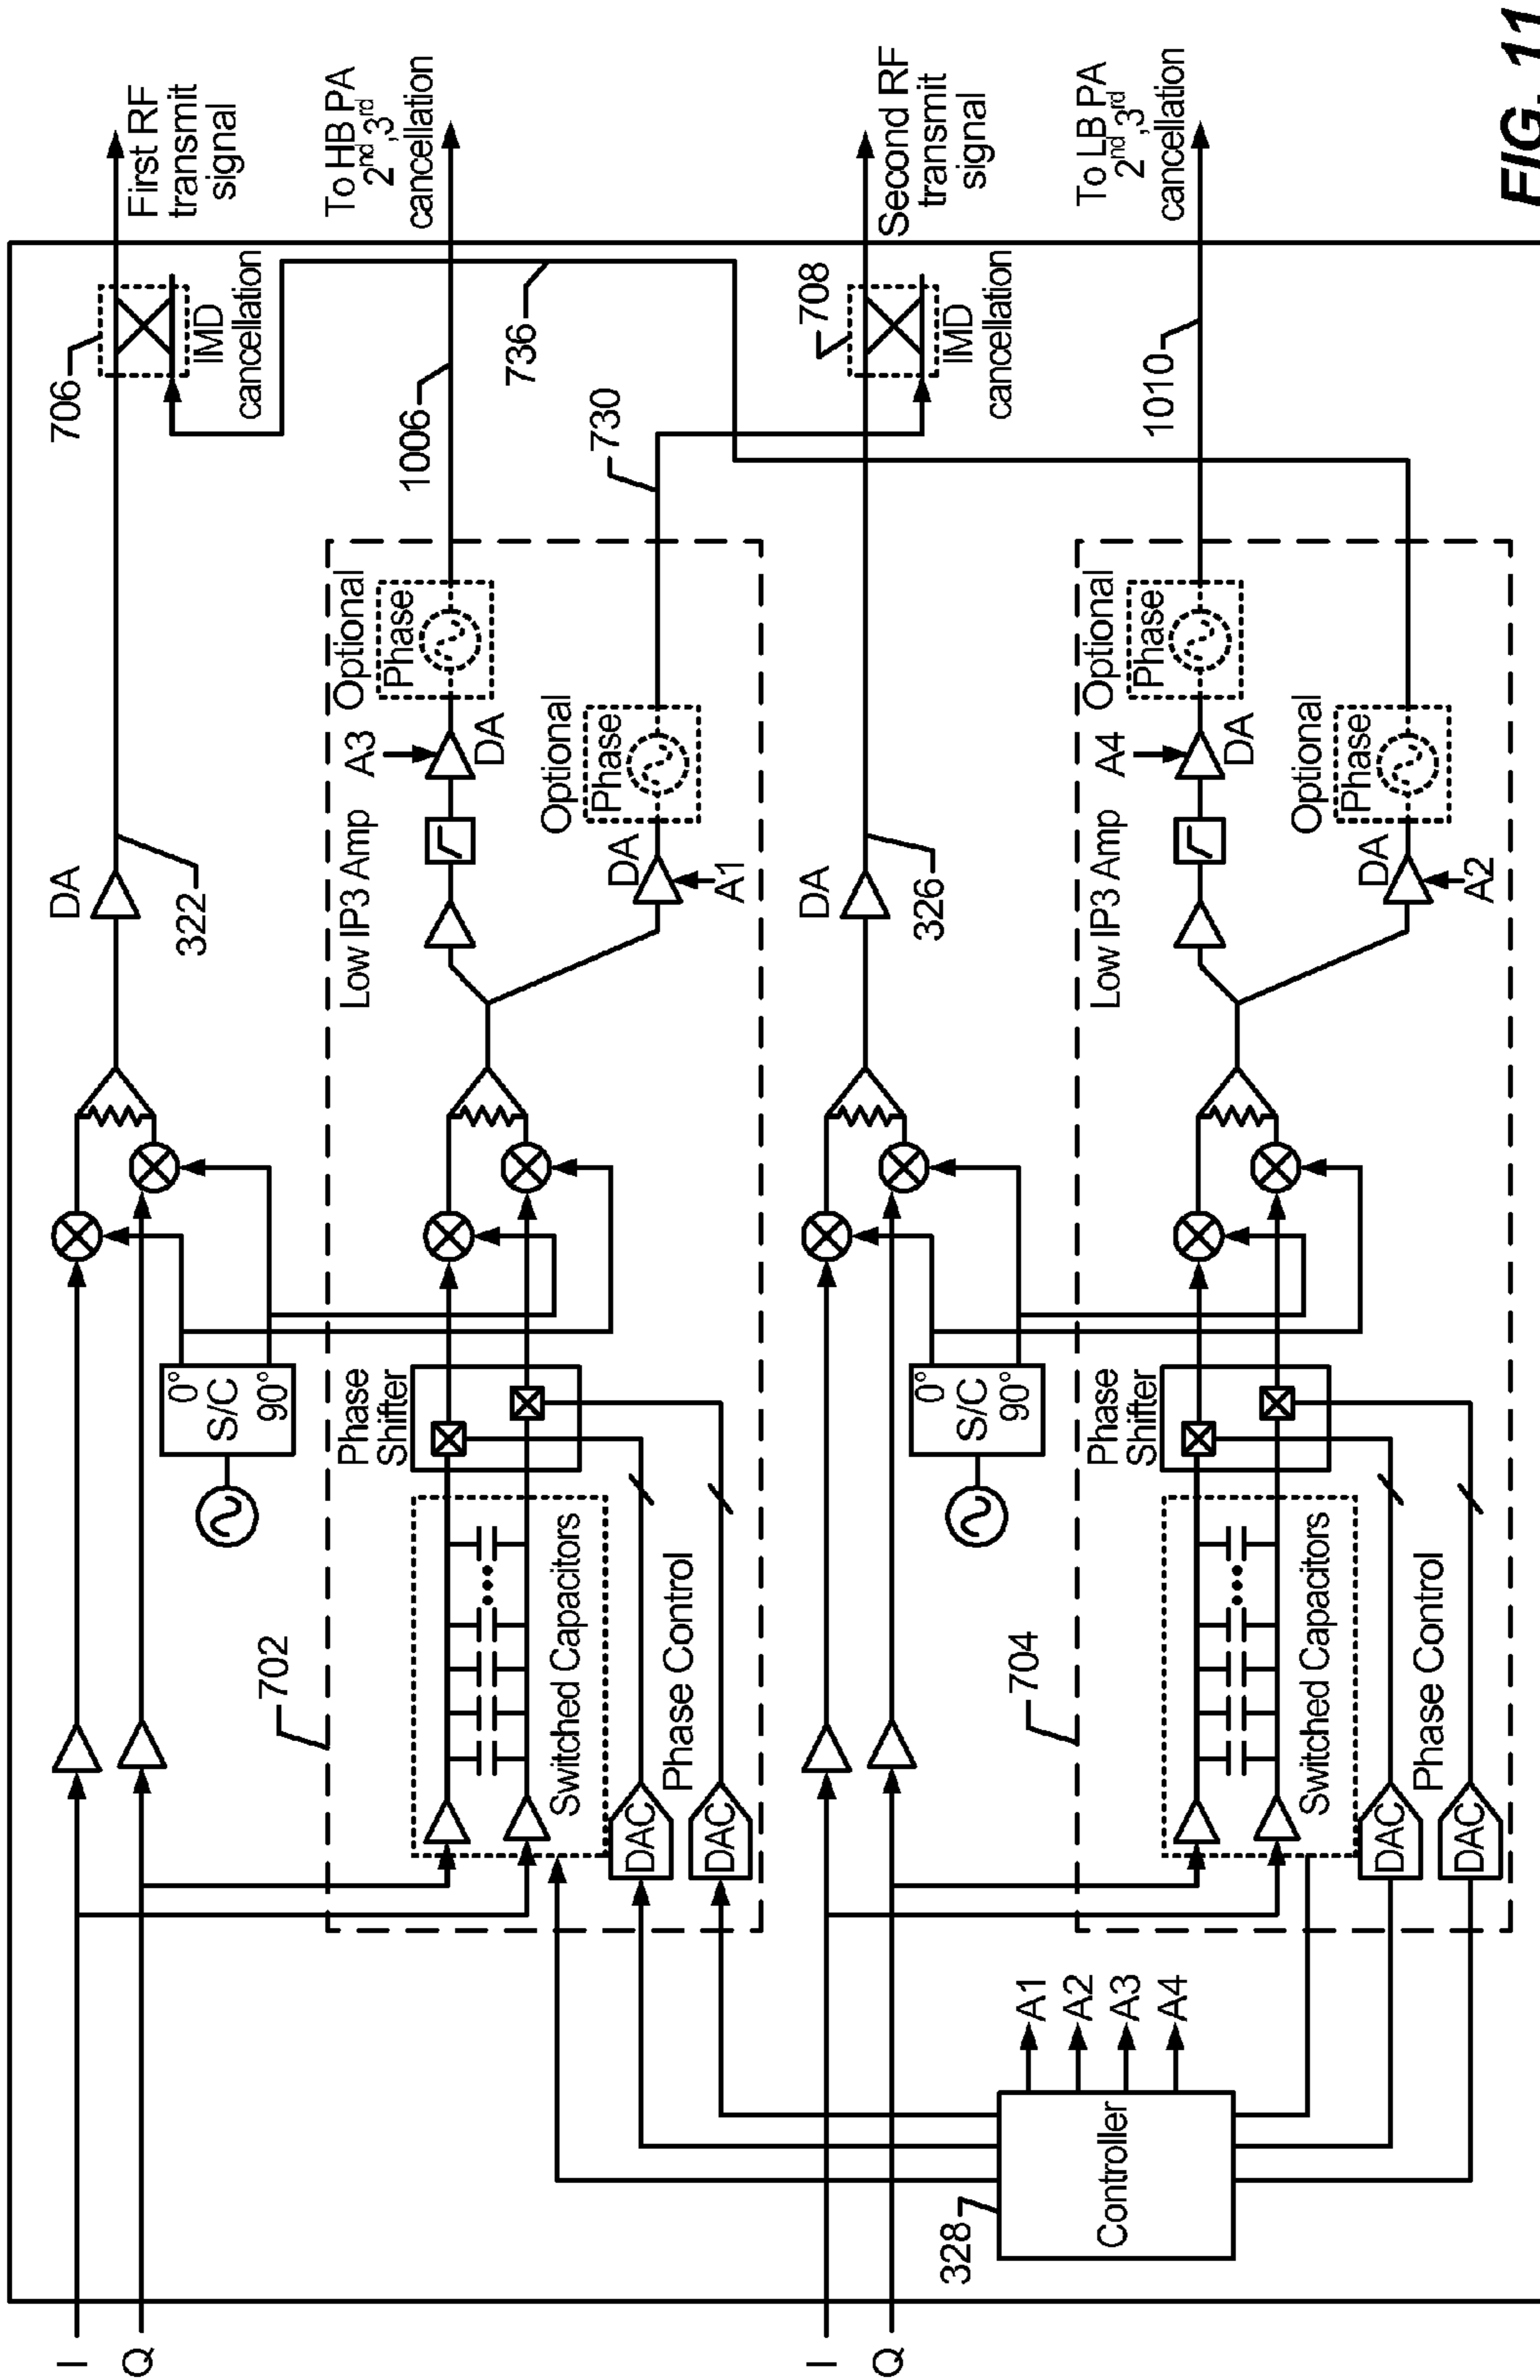 I
Q
DA
322
706
IMD
cancellation
First RF
transmit
signal
0°
S/C
90°
702
Switched Capacitors
Phase
Shifter
DAC
DAC
Phase Control
Low IP3 Amp
A3
DA
Optional
Phase
1006
To HB PA
2nd,3rd
cancellation
DA
A1
Optional
Phase
730
736
I
Q
DA
326
708
IMD
cancellation
Second RF
transmit
signal
0°
S/C
90°
704
Switched Capacitors
Phase
Shifter
DAC
DAC
Phase Control
Low IP3 Amp
A4
DA
Optional
Phase
1010
To LB PA
2nd,3rd
cancellation
DA
A2
Optional
Phase
328
Controller
A1
A2
A3
A4
FIG. 11